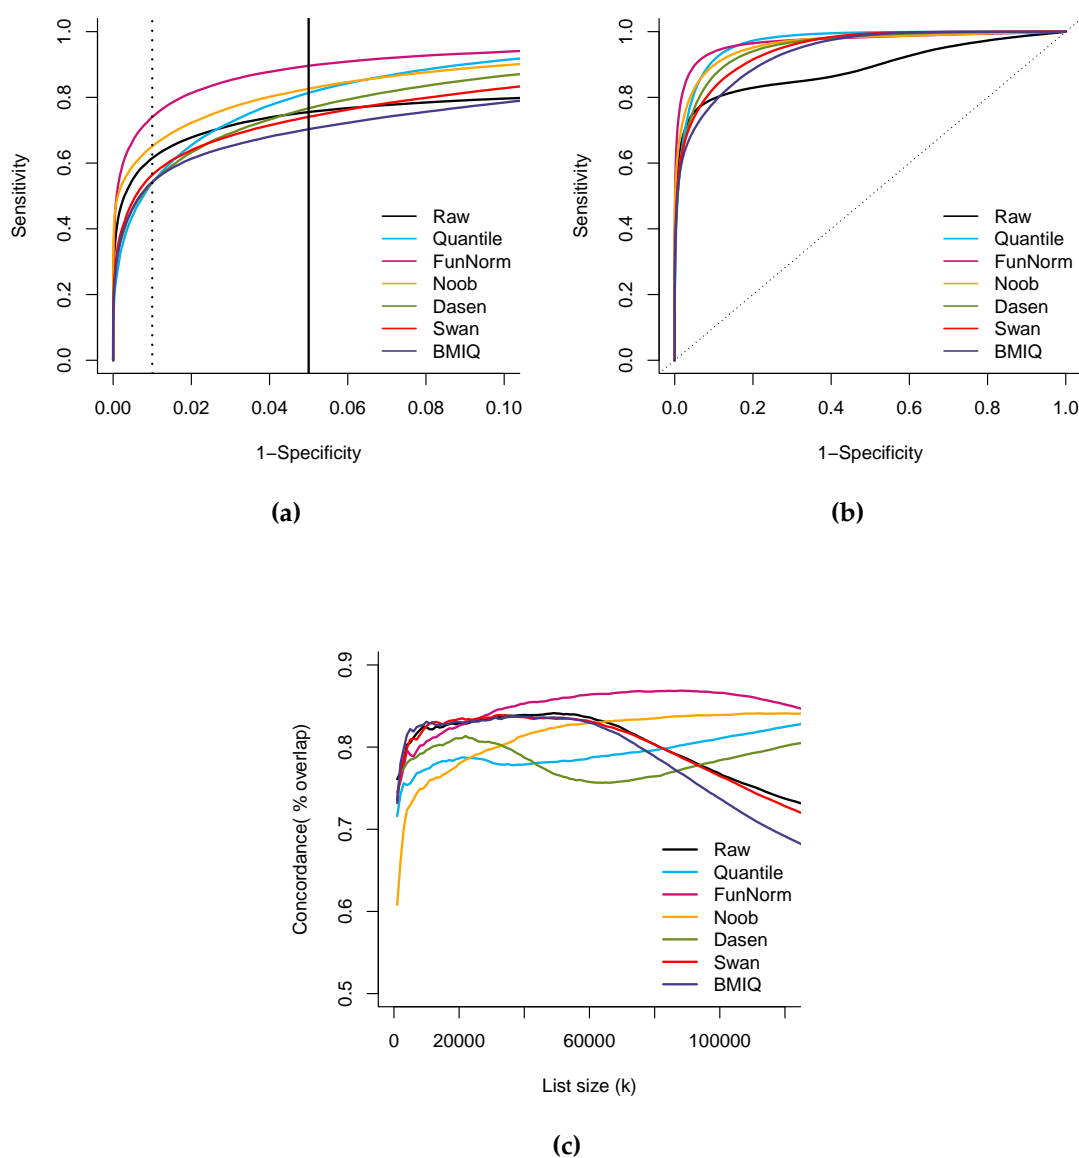 1.0
0.8
0.6
0.4
0.2
0.0
Sensitivity
Raw
Quantile
FunNorm
Noob
Dasen
Swan
BMIQ
0.00 0.02 0.04 0.06 0.08 0.10
1−Specificity
(a)
1.0
0.8
0.6
0.4
0.2
0.0
Sensitivity
Raw
Quantile
FunNorm
Noob
Dasen
Swan
BMIQ
0.0 0.2 0.4 0.6 0.8 1.0
1−Specificity
(b)
0.9
0.8
0.7
0.6
0.5
Concordance( % overlap)
Raw
Quantile
FunNorm
Noob
Dasen
Swan
BMIQ
0 20000 60000 100000
List size (k)
(c)